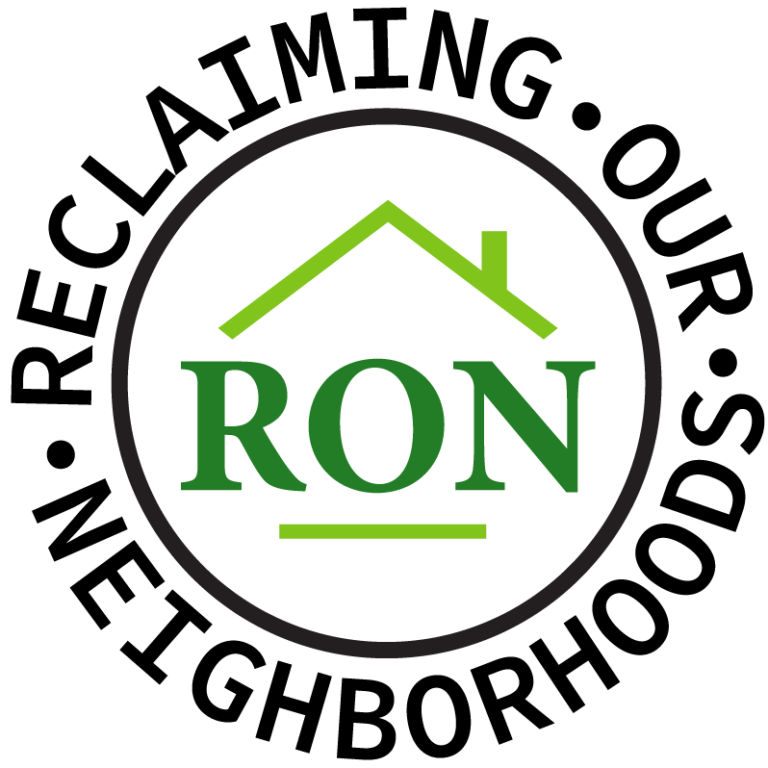 RECLAIMING • OUR • NEIGHBORHOODS •
RON